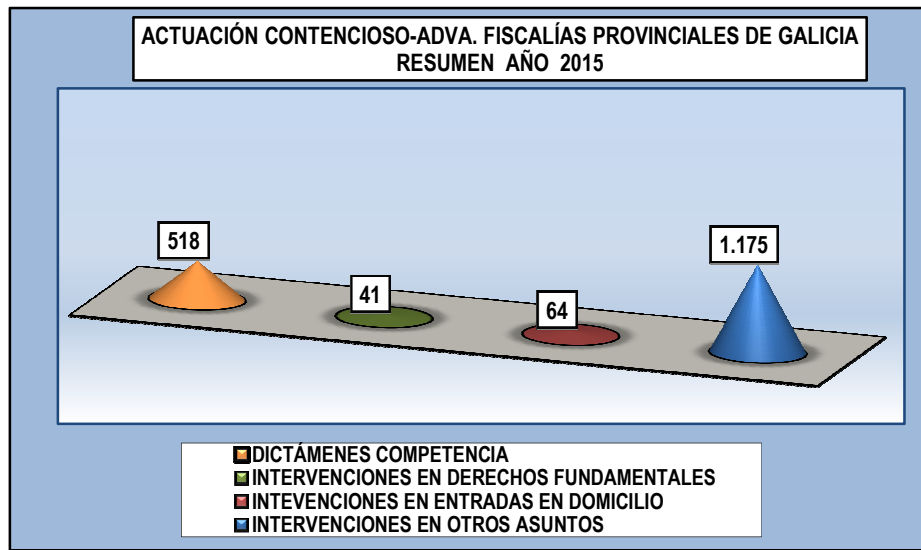 ACTUACIÓN CONTENCIOSO-ADVA. FISCALÍAS PROVINCIALES DE GALICIA
RESUMEN AÑO 2015
518
41
64
1.175
DICTÁMENES COMPETENCIA
INTERVENCIONES EN DERECHOS FUNDAMENTALES
INTEVENCIONES EN ENTRADAS EN DOMICILIO
INTERVENCIONES EN OTROS ASUNTOS